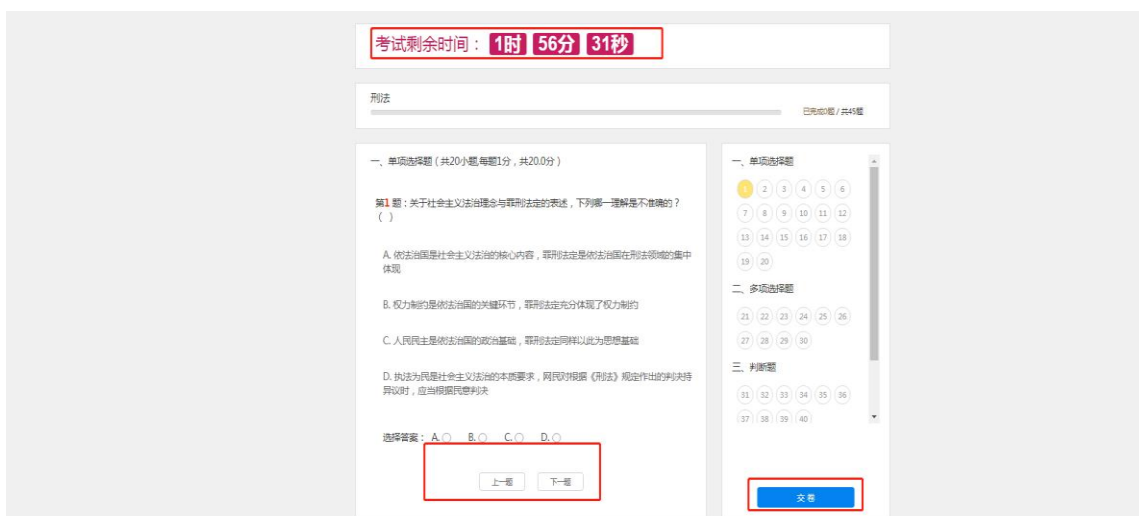 考试剩余时间： 1时 56分 31秒
刑法
已完成0题 / 共45题
一、单项选择题（共20小题,每题1分，共20.0分）
第1 题：关于社会主义法治理念与罪刑法定的表述，下列哪一理解是不准确的？
（ ）
A. 依法治国是社会主义法治的核心内容，罪刑法定是依法治国在刑法领域的集中
体现
B. 权力制约是依法治国的关键环节，罪刑法定充分体现了权力制约
C. 人民民主是依法治国的政治基础，罪刑法定同样以此为思想基础
D. 执法为民是社会主义法治的本质要求，网民对根据《刑法》规定作出的判决持
异议时，应当根据民意判决
选择答案： A. B. C. D.
上一题 下一题
一、单项选择题
1 2 3 4 5 6
7 8 9 10 11 12
13 14 15 16 17 18
19 20
二、多项选择题
21 22 23 24 25 26
27 28 29 30
三、判断题
31 32 33 34 35 36
37 38 39 40
交卷